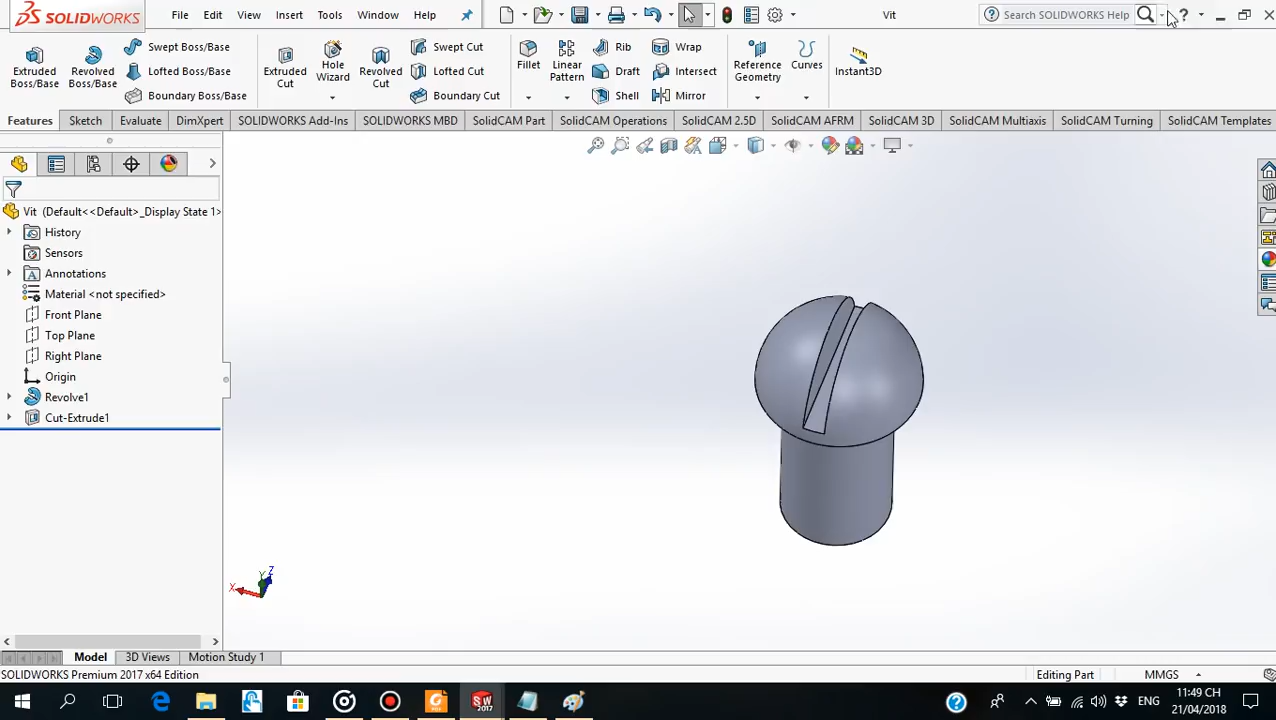 SOLIDWORKS File Edit View Insert Tools Window Help Vit Search SOLIDWORKS Help ?
Extruded Boss/Base Revolved Boss/Base Swept Boss/Base Extruded Cut Hole Wizard Revolved Cut Swept Cut Fillet Linear Pattern Rib Wrap Reference Geometry Curves Instant3D
Lofted Boss/Base Lofted Cut Draft Intersect
Boundary Boss/Base Boundary Cut Shell Mirror
Features Sketch Evaluate DimXpert SOLIDWORKS Add-Ins SOLIDWORKS MBD SolidCAM Part SolidCAM Operations SolidCAM 2.5D SolidCAM AFRM SolidCAM 3D SolidCAM Multiaxis SolidCAM Turning SolidCAM Templates
Vit (Default<<Default>_Display State 1>
History
Sensors
Annotations
Material <not specified>
Front Plane
Top Plane
Right Plane
Origin
Revolve1
Cut-Extrude1
Y Z
X
Model 3D Views Motion Study 1
SOLIDWORKS Premium 2017 x64 Edition Editing Part MMGS
SW 2017 ? ENG 11:49 CH
21/04/2018